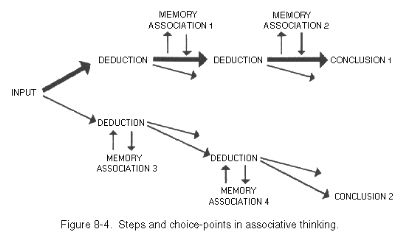 MEMORY
ASSOCIATION 1
MEMORY
ASSOCIATION 2
DEDUCTION
DEDUCTION
CONCLUSION 1
INPUT
DEDUCTION
MEMORY
ASSOCIATION 3
DEDUCTION
MEMORY
ASSOCIATION 4
CONCLUSION 2
Figure 8-4. Steps and choice-points in associative thinking.